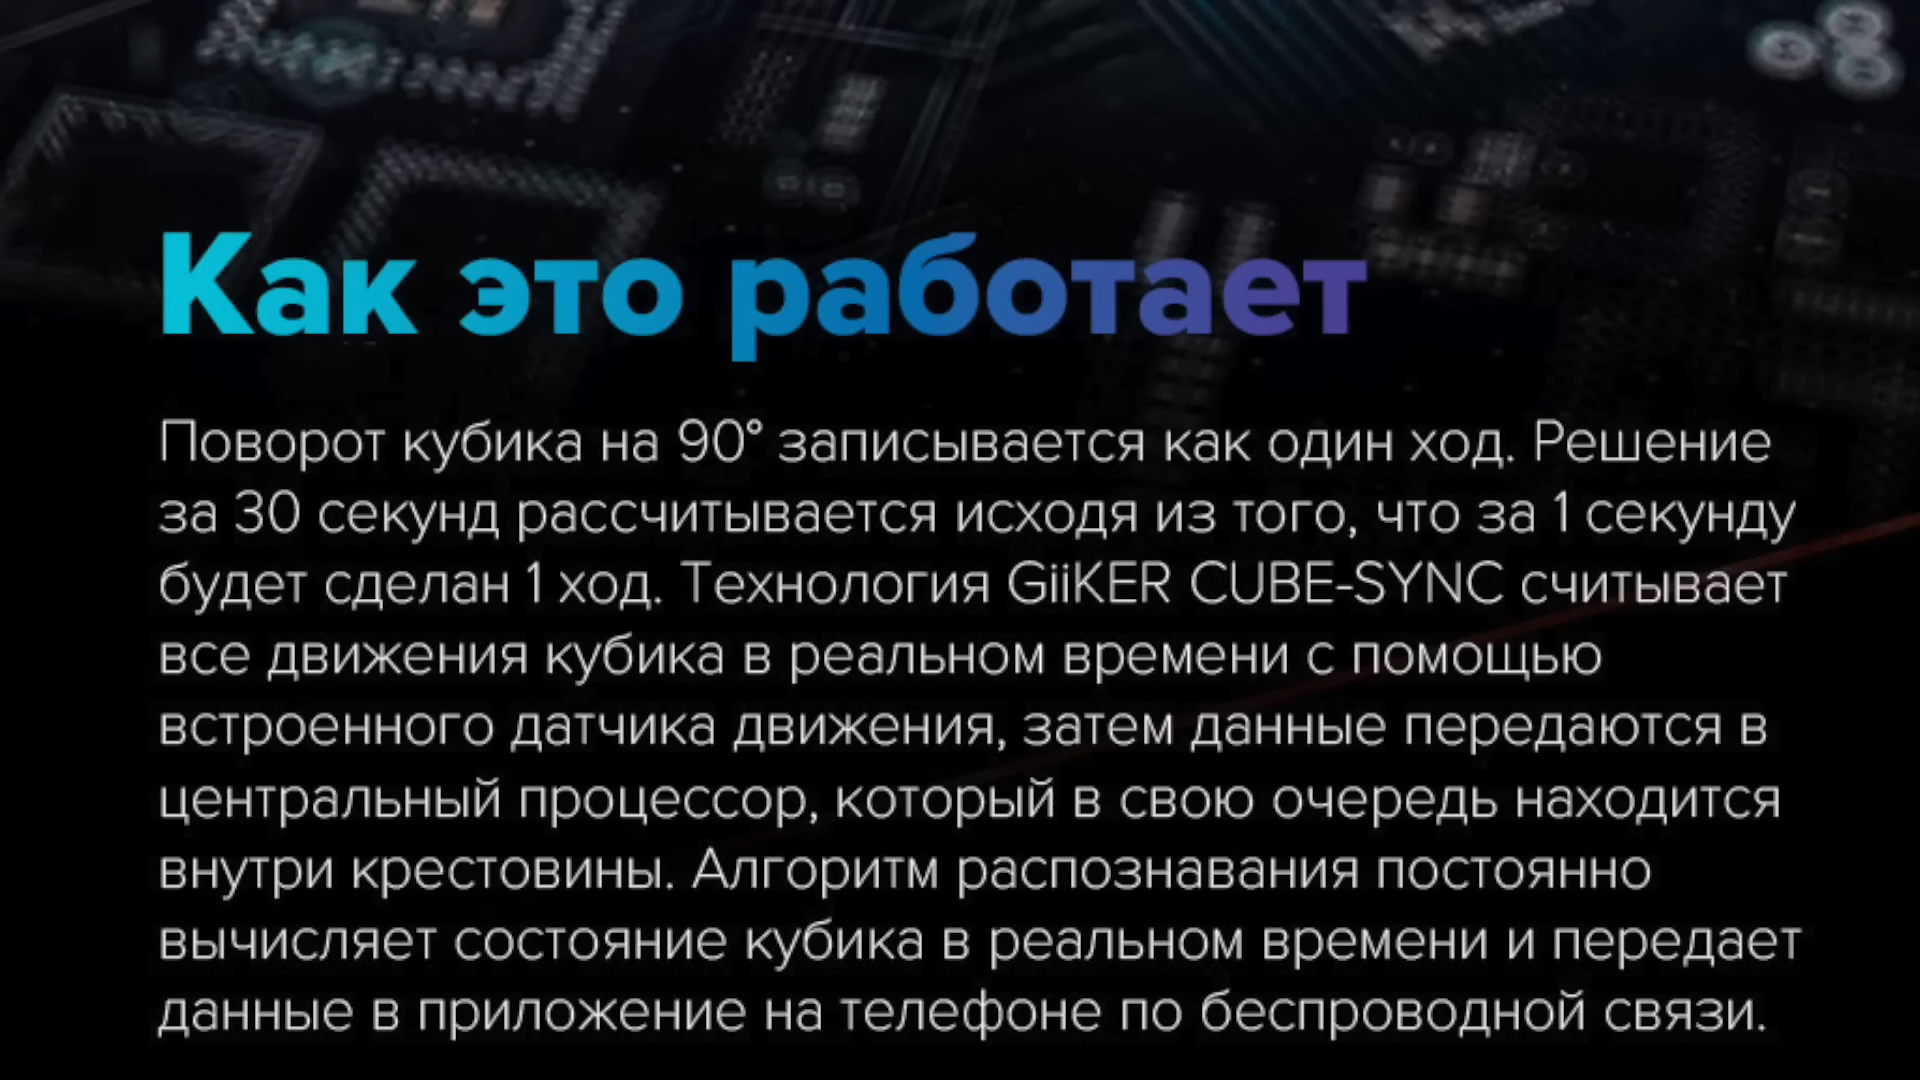 Как это работает
Поворот кубика на 90° записывается как один ход. Решение
за 30 секунд рассчитывается исходя из того, что за 1 секунду
будет сделан 1 ход. Технология GiiKER CUBE-SYNC считывает
все движения кубика в реальном времени с помощью
встроенного датчика движения, затем данные передаются в
центральный процессор, который в свою очередь находится
внутри крестовины. Алгоритм распознавания постоянно
вычисляет состояние кубика в реальном времени и передает
данные в приложение на телефоне по беспроводной связи.